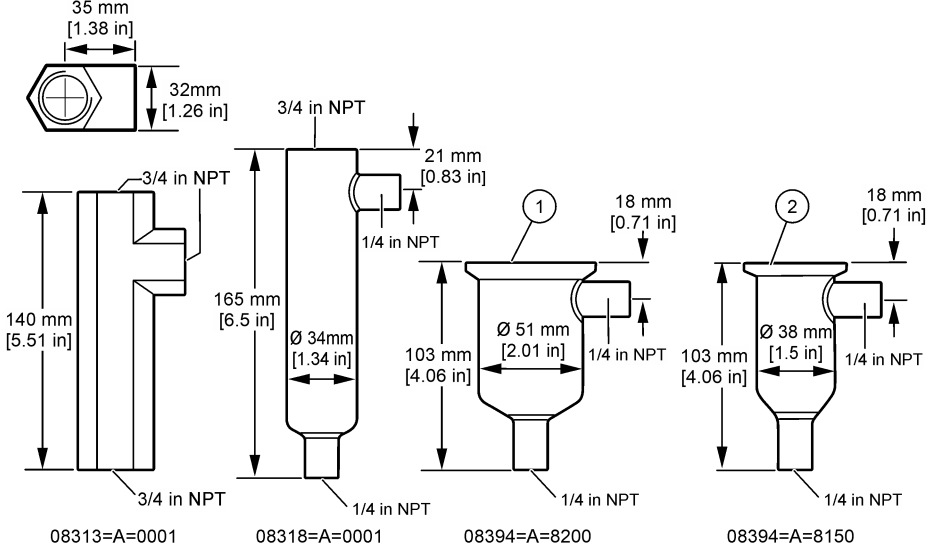 35 mm
[1.38 in]
32mm
[1.26 in]
3/4 in NPT
140 mm
[5.51 in]
3/4 in NPT
08313=A=0001
3/4 in NPT
21 mm
[0.83 in]
1/4 in NPT
165 mm
[6.5 in]
Ø 34mm
[1.34 in]
1/4 in NPT
08318=A=0001
1
18 mm
[0.71 in]
103 mm
[4.06 in]
Ø 51 mm
[2.01 in]
1/4 in NPT
1/4 in NPT
08394=A=8200
2
18 mm
[0.71 in]
103 mm
[4.06 in]
Ø 38 mm
[1.5 in]
1/4 in NPT
1/4 in NPT
08394=A=8150